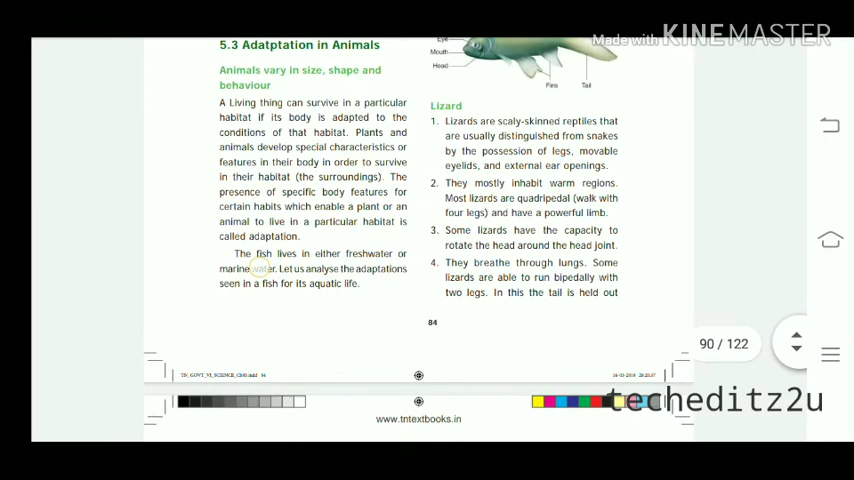 Made with KINEMASTER
5.3 Adatptation in Animals
Animals vary in size, shape and
behaviour
A Living thing can survive in a particular
habitat if its body is adapted to the
conditions of that habitat. Plants and
animals develop special characteristics or
features in their body in order to survive
in their habitat (the surroundings). The
presence of specific body features for
certain habits which enable a plant or an
animal to live in a particular habitat is
called adaptation.
The fish lives in either freshwater or
marine water. Let us analyse the adaptations
seen in a fish for its aquatic life.
Eye
Mouth
Head
Fins
Tail
Lizard
1. Lizards are scaly-skinned reptiles that
are usually distinguished from snakes
by the possession of legs, movable
eyelids, and external ear openings.
2. They mostly inhabit warm regions.
Most lizards are quadripedal (walk with
four legs) and have a powerful limb.
3. Some lizards have the capacity to
rotate the head around the head joint.
4. They breathe through lungs. Some
lizards are able to run bipedally with
two legs. In this the tail is held out
84
90 / 122
techeditz2u
www.tntextbooks.in